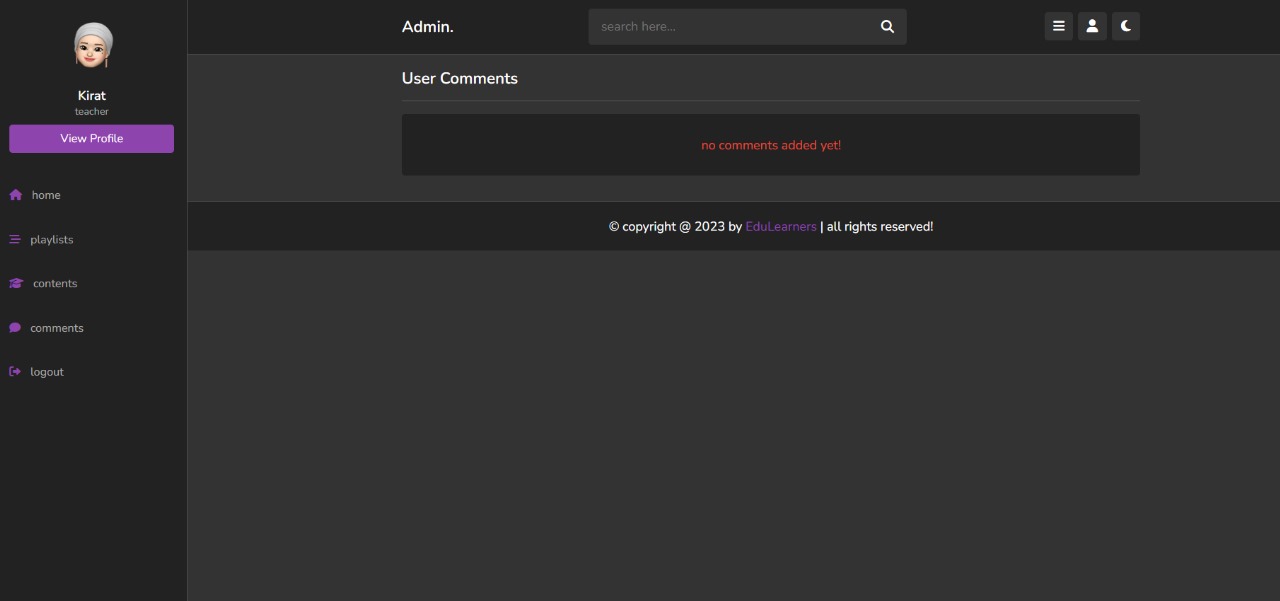 Kirat
teacher
View Profile
home
playlists
contents
comments
logout
Admin.
search here...
User Comments
no comments added yet!
© copyright @ 2023 by EduLearners | all rights reserved!